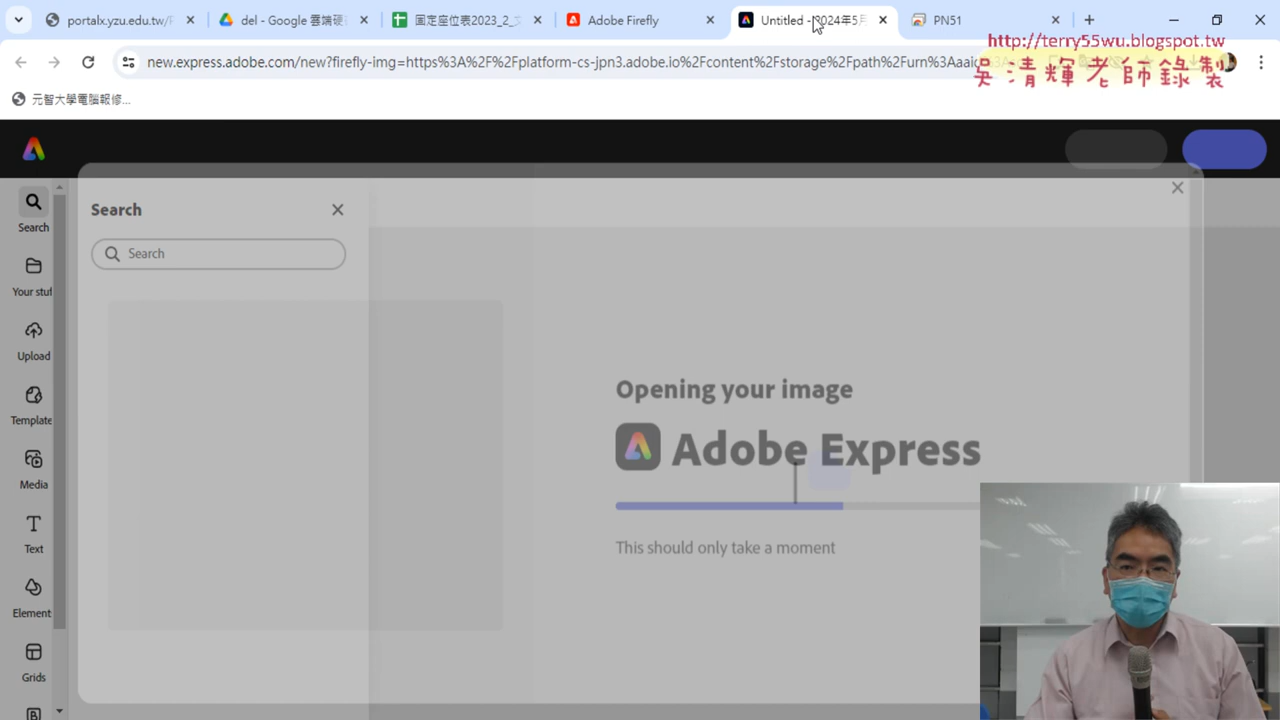 portalx.yzu.edu.tw/
del - Google 雲端硬
固定座位表2023_2_文
Adobe Firefly
Untitled - 2024年5月
PN51
http://terry55wu.blogspot.tw
new.express.adobe.com/new?firefly-img=https%3A%2F%2Fplatform-cs-jpn3.adobe.io%2Fcontent%2Fstorage%2Fpath%2Furn%3Aaaic
吳清輝老師錄製
元智大學電腦報修...
Search
Search
Search
Your stuf
Upload
Template
Media
Text
Element
Grids
Opening your image
Adobe Express
This should only take a moment